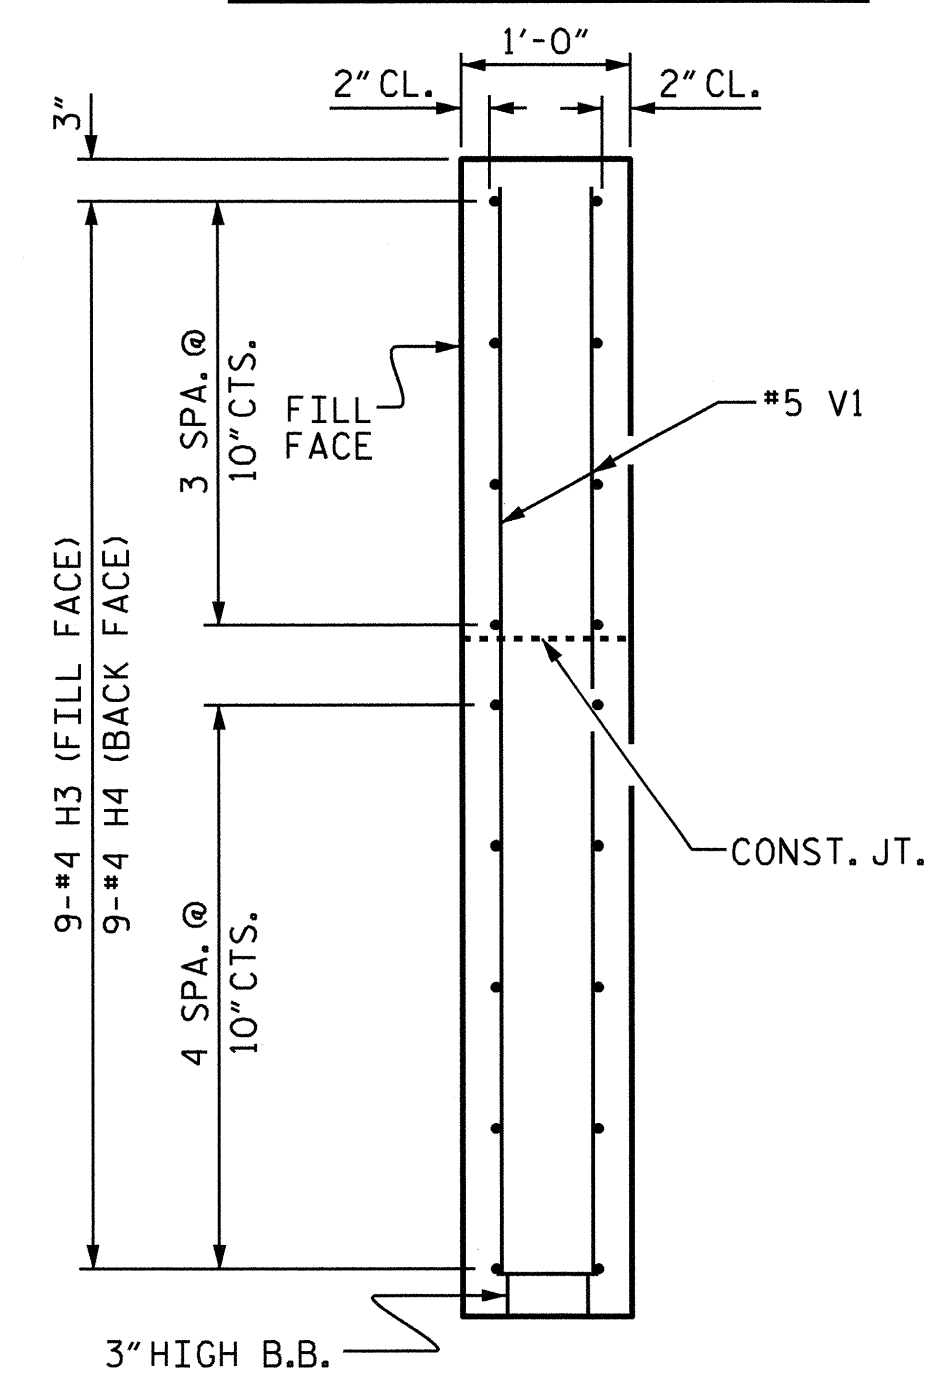 1'-0"
2" CL.
2" CL.
3"
3 SPA. @
10" CTS.
FILL
FACE
#5 V1
9-#4 H3 (FILL FACE)
9-#4 H4 (BACK FACE)
CONST. JT.
4 SPA. @
10" CTS.
3" HIGH B.B.